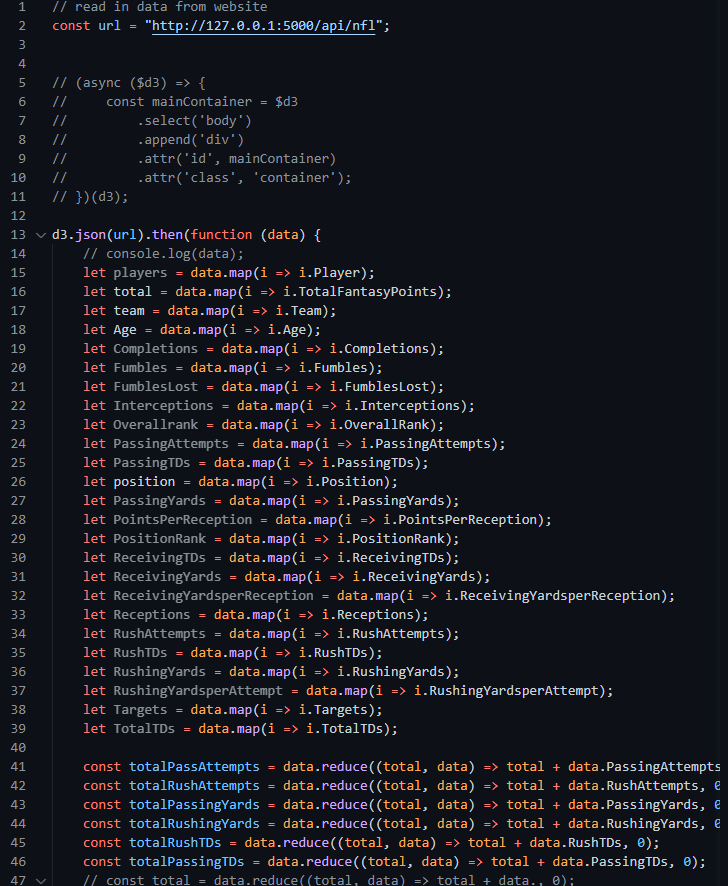 1 // read in data from website
2 const url = "http://127.0.0.1:5000/api/nfl";
3
4
5 // (async ($d3) => {
6 //     const mainContainer = $d3
7 //         .select('body')
8 //         .append('div')
9 //         .attr('id', mainContainer)
10 //         .attr('class', 'container');
11 // })(d3);
12
13 d3.json(url).then(function (data) {
14     // console.log(data);
15     let players = data.map(i => i.Player);
16     let total = data.map(i => i.TotalFantasyPoints);
17     let team = data.map(i => i.Team);
18     let Age = data.map(i => i.Age);
19     let Completions = data.map(i => i.Completions);
20     let Fumbles = data.map(i => i.Fumbles);
21     let FumblesLost = data.map(i => i.FumblesLost);
22     let Interceptions = data.map(i => i.Interceptions);
23     let Overallrank = data.map(i => i.OverallRank);
24     let PassingAttempts = data.map(i => i.PassingAttempts);
25     let PassingTDs = data.map(i => i.PassingTDs);
26     let position = data.map(i => i.Position);
27     let PassingYards = data.map(i => i.PassingYards);
28     let PointsPerReception = data.map(i => i.PointsPerReception);
29     let PositionRank = data.map(i => i.PositionRank);
30     let ReceivingTDs = data.map(i => i.ReceivingTDs);
31     let ReceivingYards = data.map(i => i.ReceivingYards);
32     let ReceivingYardsperReception = data.map(i => i.ReceivingYardsperReception);
33     let Receptions = data.map(i => i.Receptions);
34     let RushAttempts = data.map(i => i.RushAttempts);
35     let RushTDs = data.map(i => i.RushTDs);
36     let RushingYards = data.map(i => i.RushingYards);
37     let RushingYardsperAttempt = data.map(i => i.RushingYardsperAttempt);
38     let Targets = data.map(i => i.Targets);
39     let TotalTDs = data.map(i => i.TotalTDs);
40
41     const totalPassAttempts = data.reduce((total, data) => total + data.PassingAttempts
42     const totalRushAttempts = data.reduce((total, data) => total + data.RushAttempts, 0
43     const totalPassingYards = data.reduce((total, data) => total + data.PassingYards, 0
44     const totalRushingYards = data.reduce((total, data) => total + data.RushingYards, 0
45     const totalRushTDs = data.reduce((total, data) => total + data.RushTDs, 0);
46     const totalPassingTDs = data.reduce((total, data) => total + data.PassingTDs, 0);
47     // const total = data.reduce((total, data) => total + data., 0);